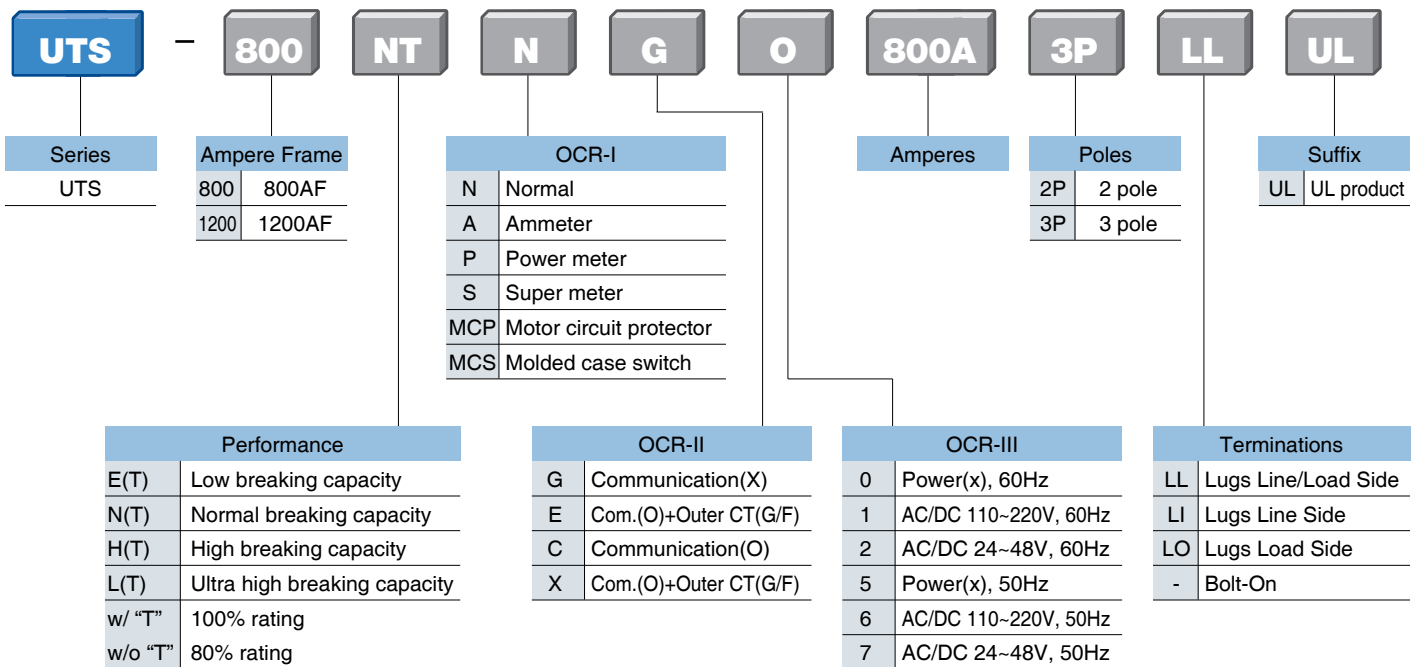 UTS – 800 NT N G O 800A 3P LL UL
Series
UTS
Ampere Frame
800 800AF
1200 1200AF
OCR-I
N Normal
A Ammeter
P Power meter
S Super meter
MCP Motor circuit protector
MCS Molded case switch
Amperes
Poles
2P 2 pole
3P 3 pole
Suffix
UL UL product
Performance
E(T) Low breaking capacity
N(T) Normal breaking capacity
H(T) High breaking capacity
L(T) Ultra high breaking capacity
w/ “T” 100% rating
w/o “T” 80% rating
OCR-II
G Communication(X)
E Com.(O)+Outer CT(G/F)
C Communication(O)
X Com.(O)+Outer CT(G/F)
OCR-III
0 Power(x), 60Hz
1 AC/DC 110~220V, 60Hz
2 AC/DC 24~48V, 60Hz
5 Power(x), 50Hz
6 AC/DC 110~220V, 50Hz
7 AC/DC 24~48V, 50Hz
Terminations
LL Lugs Line/Load Side
LI Lugs Line Side
LO Lugs Load Side
- Bolt-On